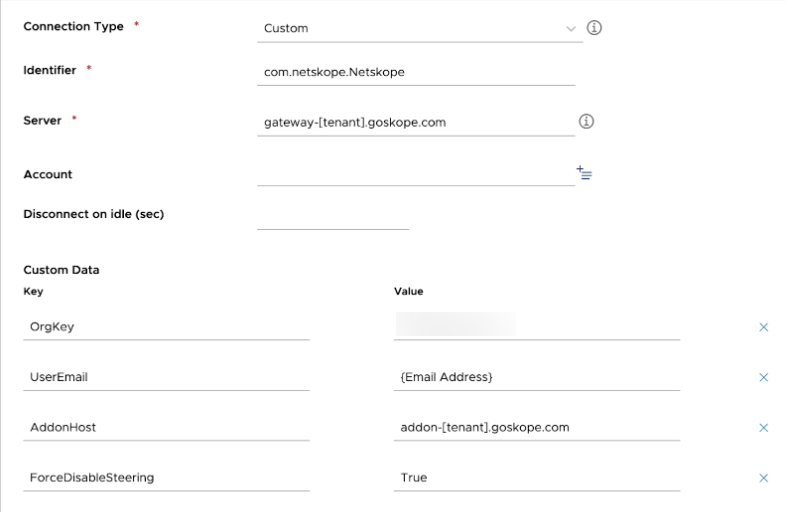 Connection Type * Custom
Identifier * com.netskope.Netskope
Server * gateway-[tenant].goskope.com
Account
Disconnect on idle (sec)
Custom Data
Key Value
OrgKey
UserEmail {Email Address}
AddonHost addon-[tenant].goskope.com
ForceDisableSteering True